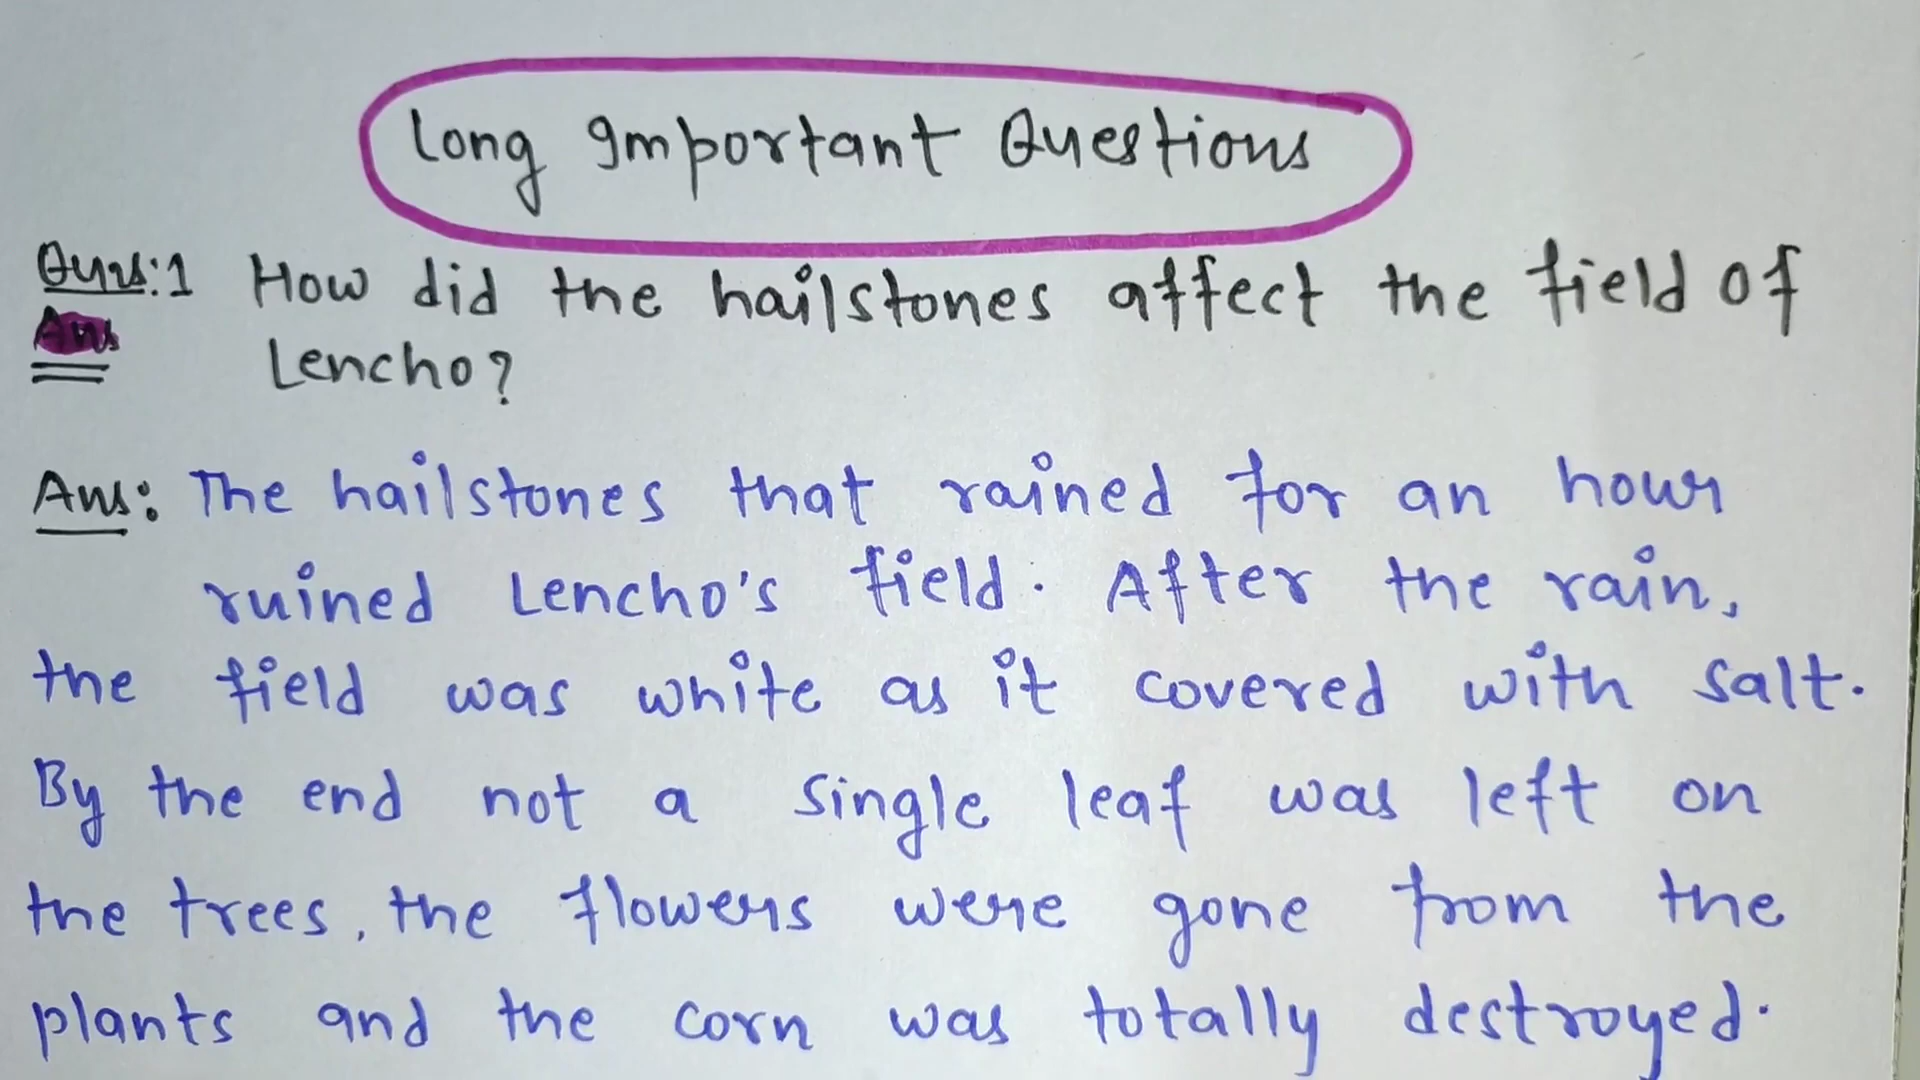 Long Important Questions
Ques:1 How did the hailstones affect the field of
Ans
Lencho?
Ans: The hailstones that rained for an hour
ruined Lencho's field. After the rain,
the field was white as it covered with salt.
By the end not a single leaf was left on
the trees, the flowers were gone from the
plants and the corn was totally destroyed.